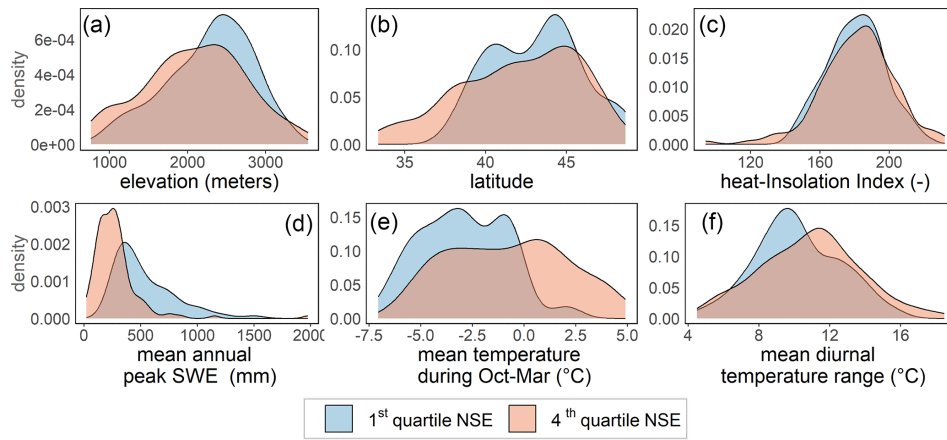 density
(a)
6e-04
4e-04
2e-04
0e+00
1000 2000 3000
elevation (meters)
(b)
0.10
0.05
0.00
35 40 45
latitude
(c)
0.020
0.015
0.010
0.005
0.000
120 160 200
heat-Insolation Index (-)
density
(d)
0.003
0.002
0.001
0.000
0 500 1000 1500 2000
mean annual
peak SWE (mm)
(e)
0.15
0.10
0.05
0.00
-7.5 -5.0 -2.5 0.0 2.5 5.0
mean temperature
during Oct-Mar (°C)
(f)
0.15
0.10
0.05
0.00
4 8 12 16
mean diurnal
temperature range (°C)
1st quartile NSE 4th quartile NSE